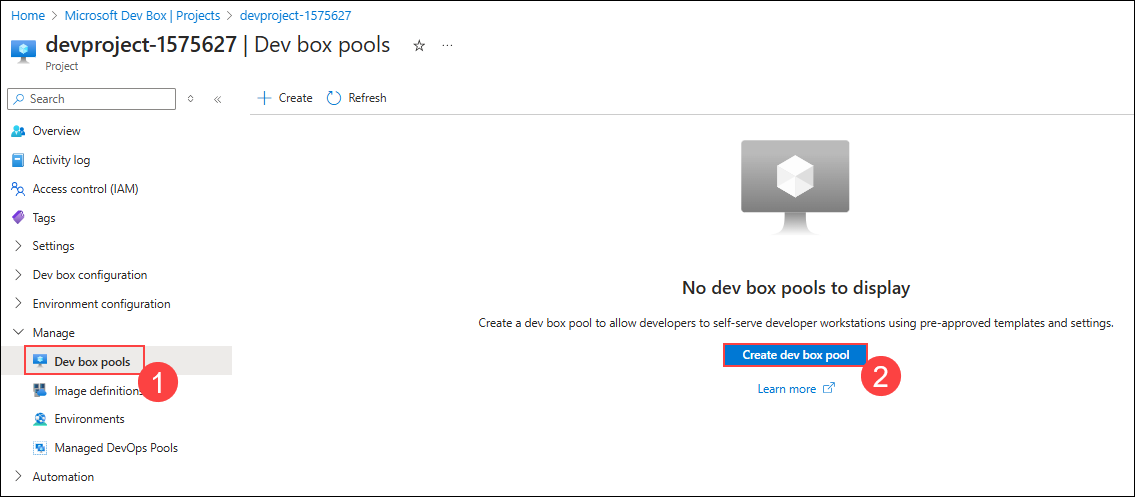 Home > Microsoft Dev Box | Projects > devproject-1575627
devproject-1575627 | Dev box pools
Project
Search
Create Refresh
Overview
Activity log
Access control (IAM)
Tags
Settings
Dev box configuration
Environment configuration
Manage
Dev box pools
1
Image definitions
Environments
Managed DevOps Pools
Automation
No dev box pools to display
Create a dev box pool to allow developers to self-serve developer workstations using pre-approved templates and settings.
Create dev box pool
2
Learn more